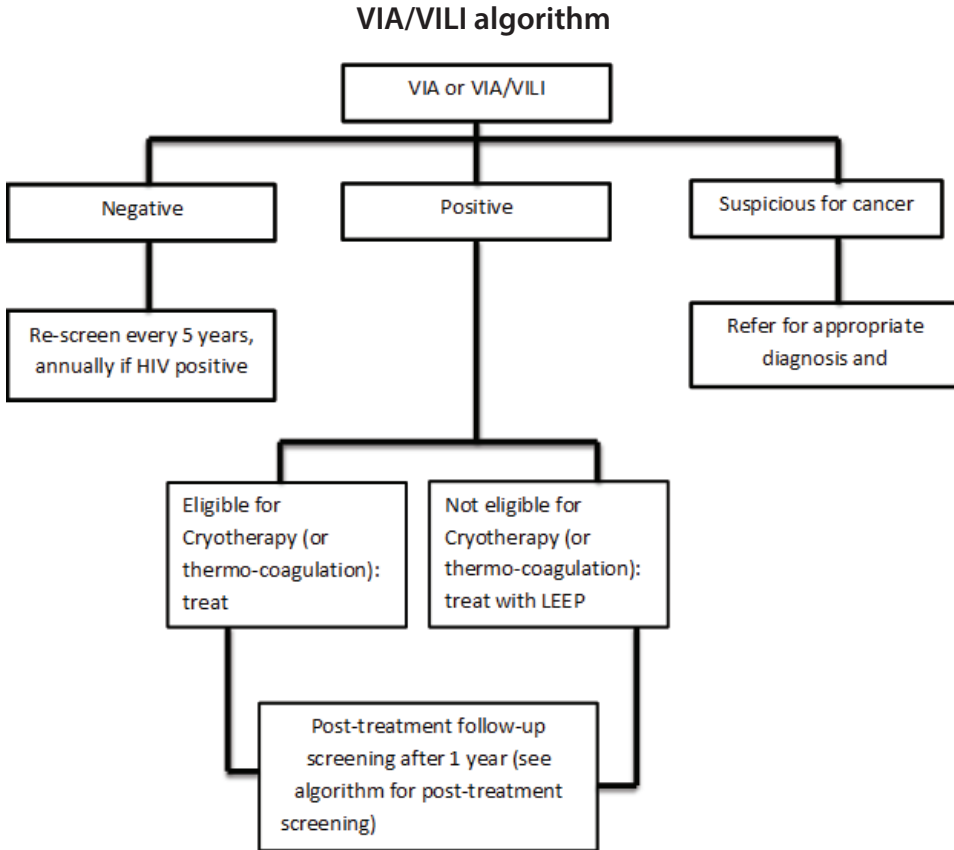 VIA/VILI algorithm
VIA or VIA/VILI
Negative
Positive
Suspicious for cancer
Re-screen every 5 years,
annually if HIV positive
Refer for appropriate
diagnosis and
Eligible for
Cryotherapy (or
thermo-coagulation):
treat
Not eligible for
Cryotherapy (or
thermo-coagulation):
treat with LEEP
Post-treatment follow-up
screening after 1 year (see
algorithm for post-treatment
screening)